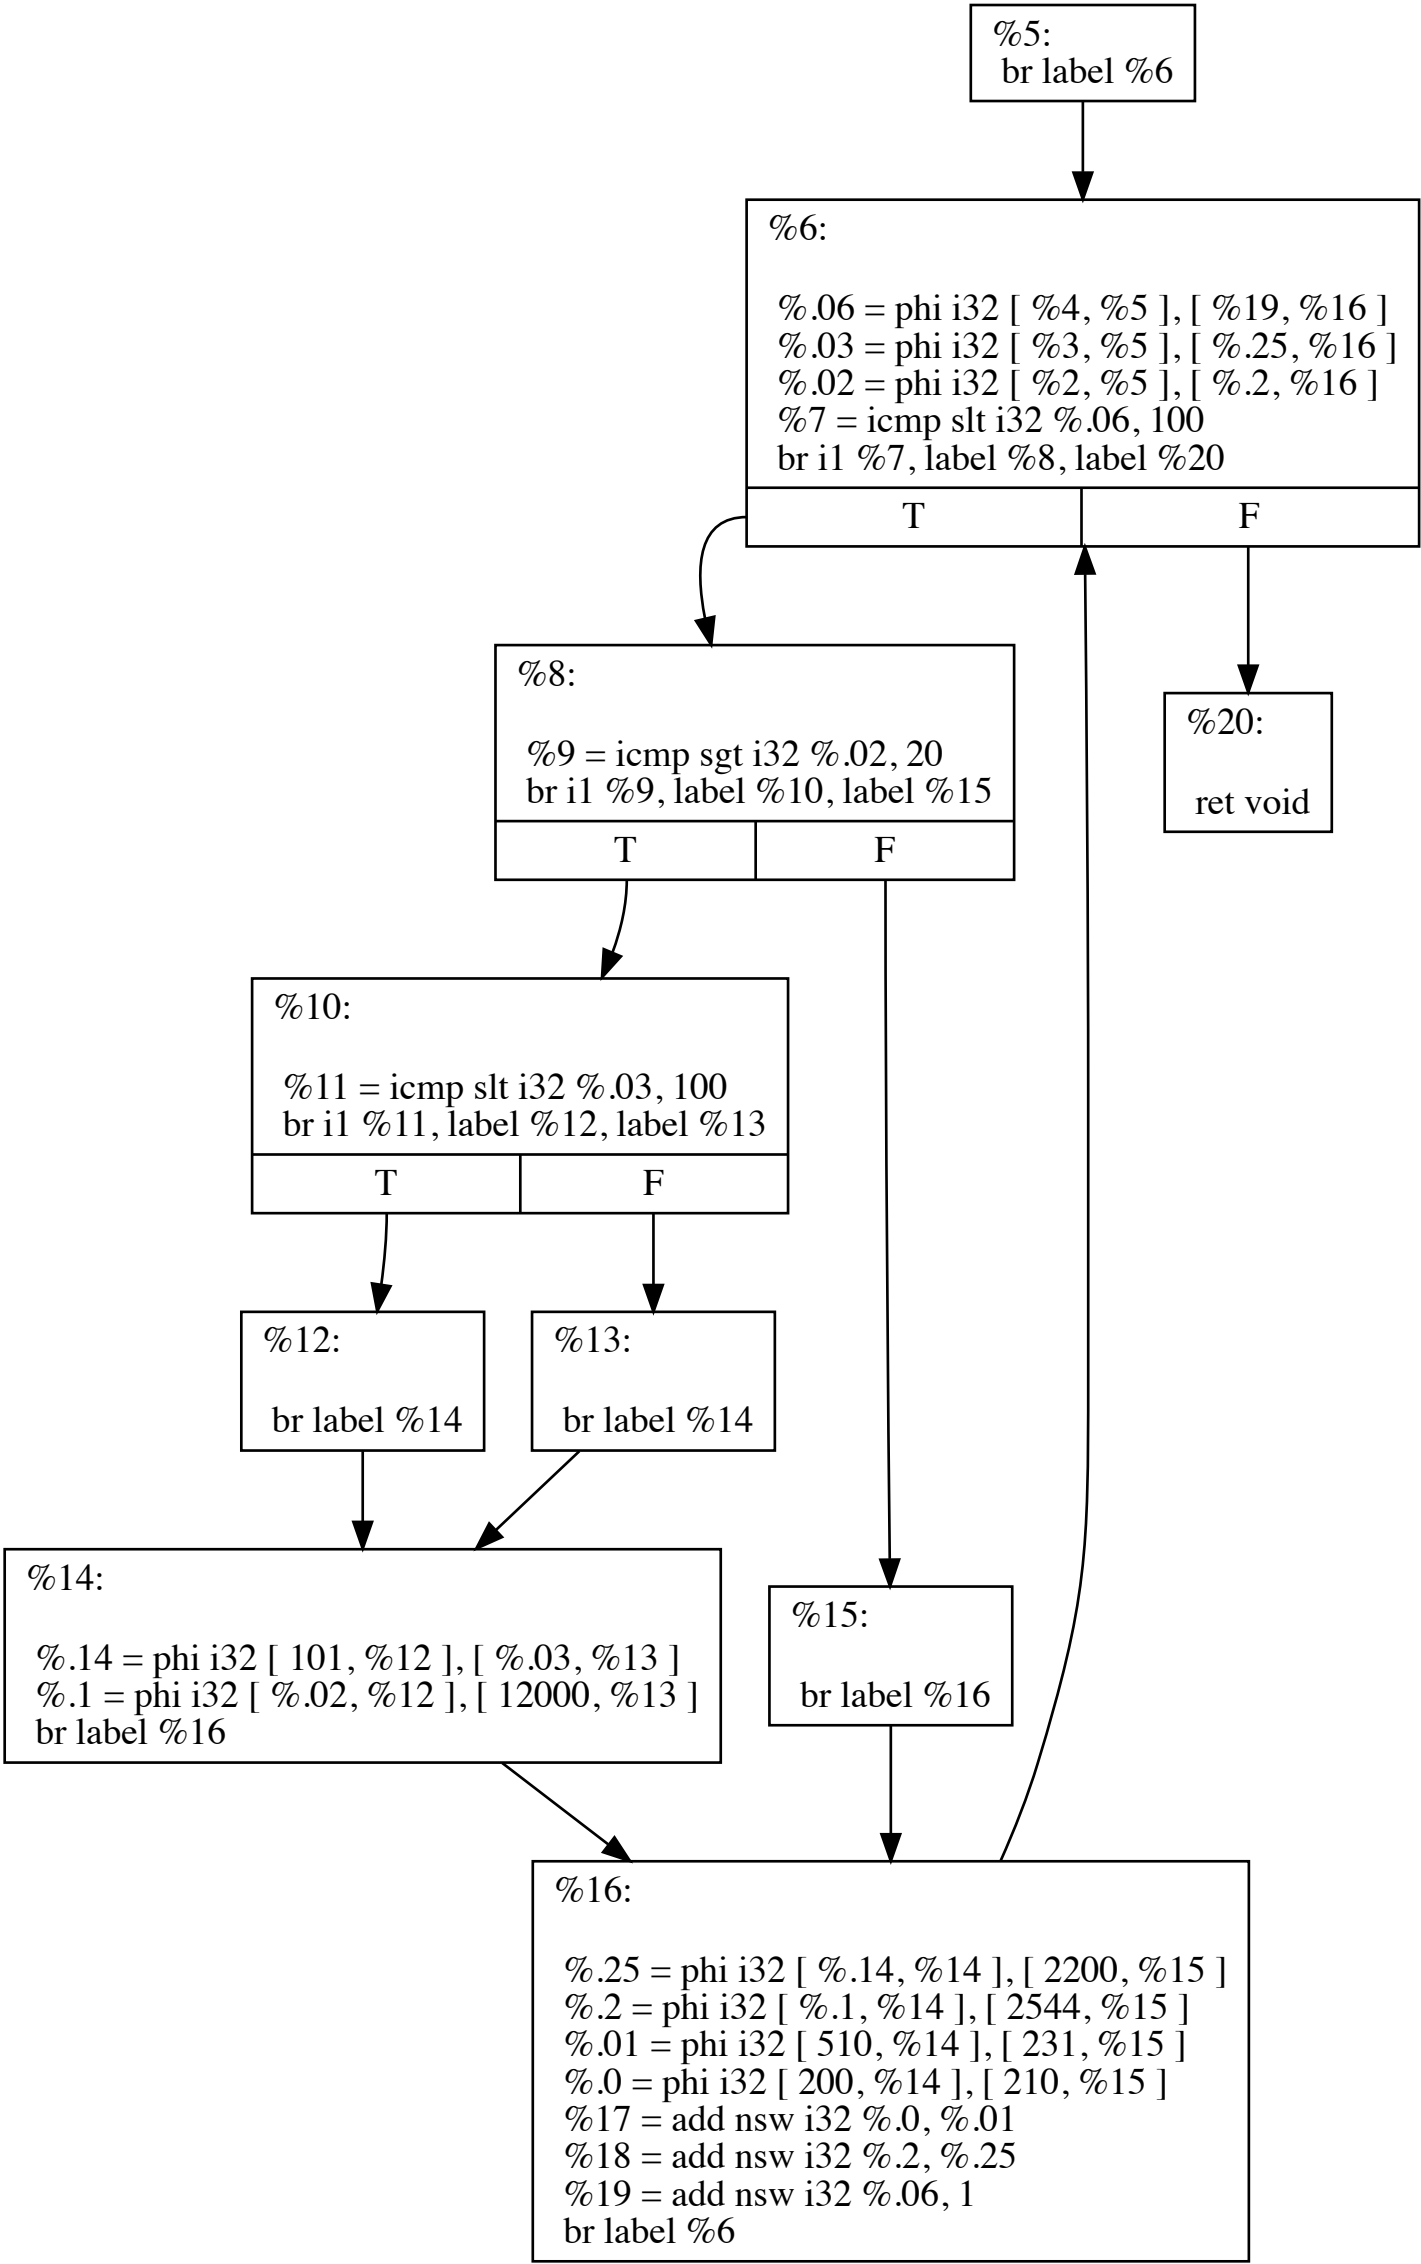 %5:
br label %6
%6:
%.06 = phi i32 [ %4, %5 ], [ %19, %16 ]
%.03 = phi i32 [ %3, %5 ], [ %.25, %16 ]
%.02 = phi i32 [ %2, %5 ], [ %.2, %16 ]
%7 = icmp slt i32 %.06, 100
br i1 %7, label %8, label %20
T F
%8:
%9 = icmp sgt i32 %.02, 20
br i1 %9, label %10, label %15
T F
%20:
ret void
%10:
%11 = icmp slt i32 %.03, 100
br i1 %11, label %12, label %13
T F
%12:
br label %14
%13:
br label %14
%14:
%.14 = phi i32 [ 101, %12 ], [ %.03, %13 ]
%.1 = phi i32 [ %.02, %12 ], [ 12000, %13 ]
br label %16
%15:
br label %16
%16:
%.25 = phi i32 [ %.14, %14 ], [ 2200, %15 ]
%.2 = phi i32 [ %.1, %14 ], [ 2544, %15 ]
%.01 = phi i32 [ 510, %14 ], [ 231, %15 ]
%.0 = phi i32 [ 200, %14 ], [ 210, %15 ]
%17 = add nsw i32 %.0, %.01
%18 = add nsw i32 %.2, %.25
%19 = add nsw i32 %.06, 1
br label %6